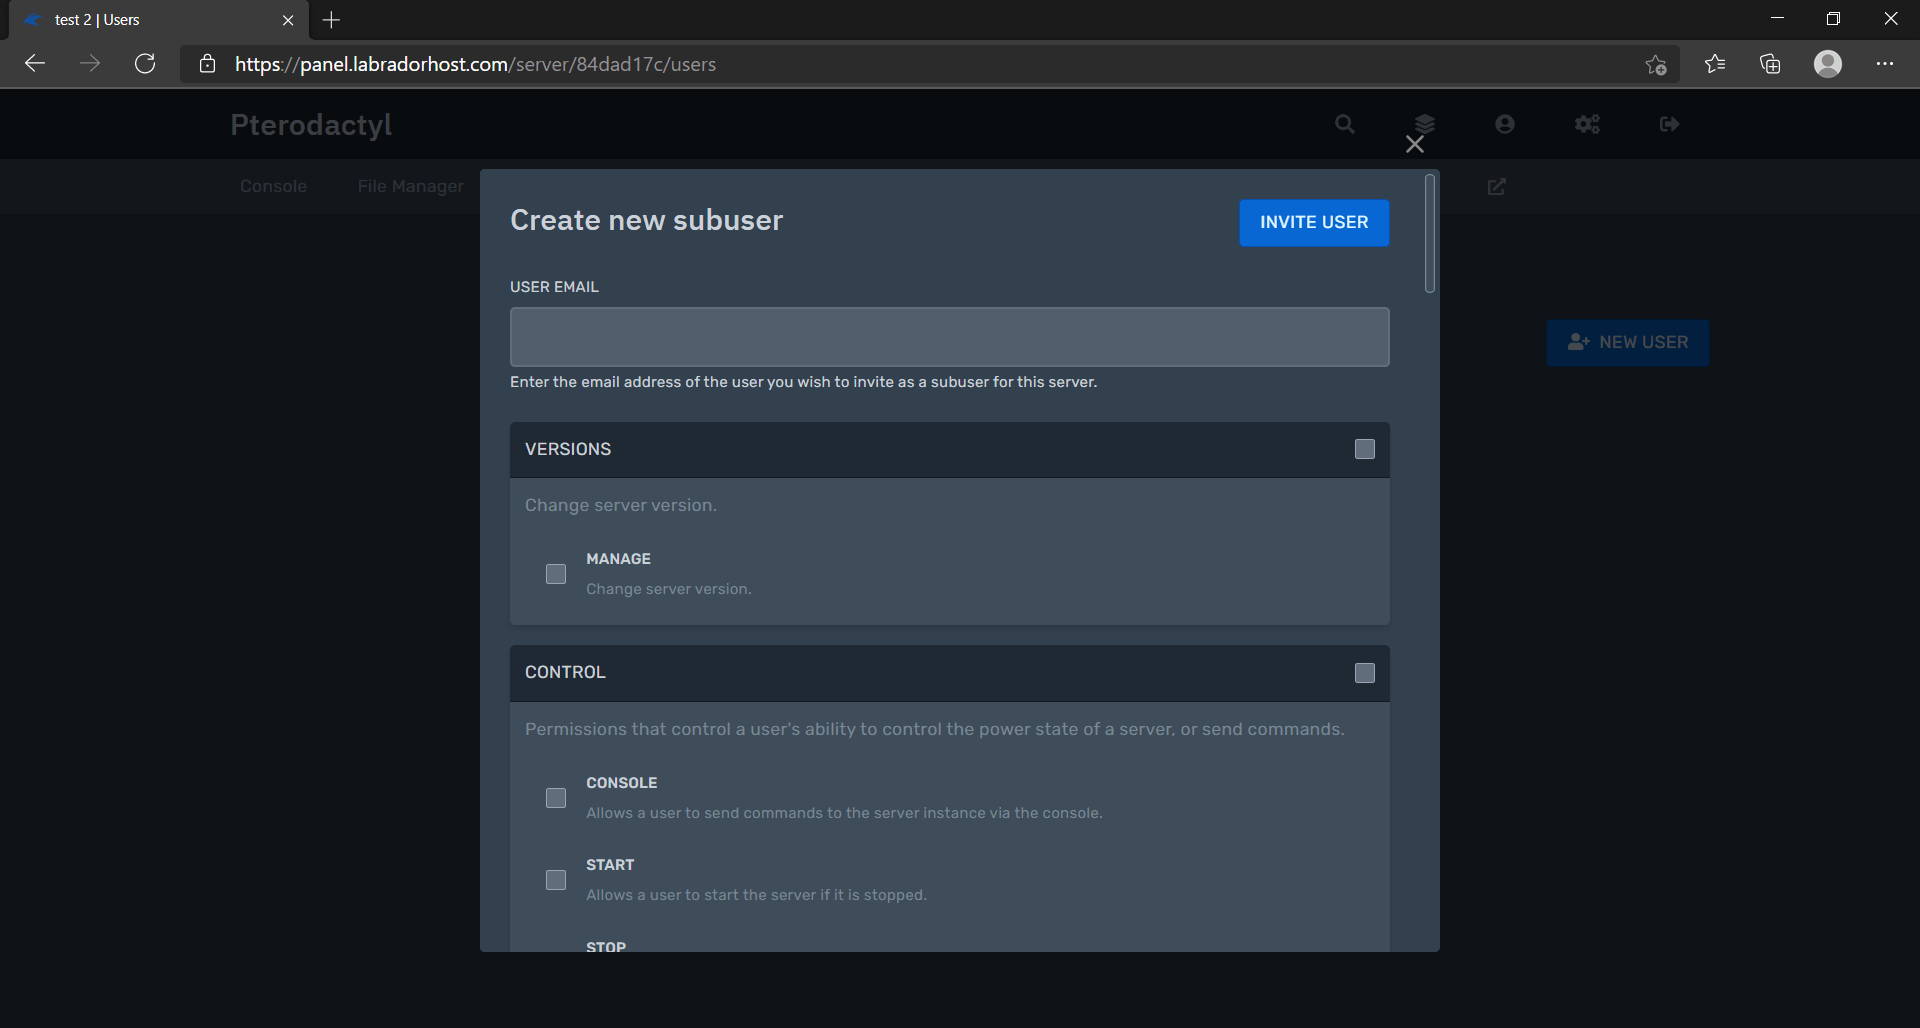 test 2 | Users
https://panel.labradorhost.com/server/84dad17c/users
Pterodactyl
Console
File Manager
Create new subuser
INVITE USER
USER EMAIL
Enter the email address of the user you wish to invite as a subuser for this server.
NEW USER
VERSIONS
Change server version.
MANAGE
Change server version.
CONTROL
Permissions that control a user's ability to control the power state of a server, or send commands.
CONSOLE
Allows a user to send commands to the server instance via the console.
START
Allows a user to start the server if it is stopped.
STOP